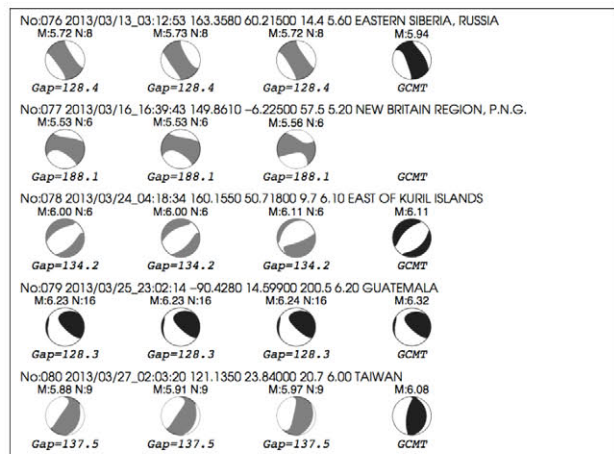 No:076 2013/03/13_03:12:53 163.3580 60.21500 14.4 5.60 EASTERN SIBERIA, RUSSIA
M:5.72 N:8 M:5.73 N:8 M:5.72 N:8 M:5.94
Gap=128.4 Gap=128.4 Gap=128.4 GCMT
No:077 2013/03/16_16:39:43 149.8610 −6.22500 57.5 5.20 NEW BRITAIN REGION, P.N.G.
M:5.53 N:6 M:5.53 N:6 M:5.56 N:6
Gap=188.1 Gap=188.1 Gap=188.1 GCMT
No:078 2013/03/24_04:18:34 160.1550 50.71800 9.7 6.10 EAST OF KURIL ISLANDS
M:6.00 N:6 M:6.00 N:6 M:6.11 N:6 M:6.11
Gap=134.2 Gap=134.2 Gap=134.2 GCMT
No:079 2013/03/25_23:02:14 −90.4280 14.59900 200.5 6.20 GUATEMALA
M:6.23 N:16 M:6.23 N:16 M:6.24 N:16 M:6.32
Gap=128.3 Gap=128.3 Gap=128.3 GCMT
No:080 2013/03/27_02:03:20 121.1350 23.84000 20.7 6.00 TAIWAN
M:5.88 N:9 M:5.91 N:9 M:5.97 N:9 M:6.08
Gap=137.5 Gap=137.5 Gap=137.5 GCMT